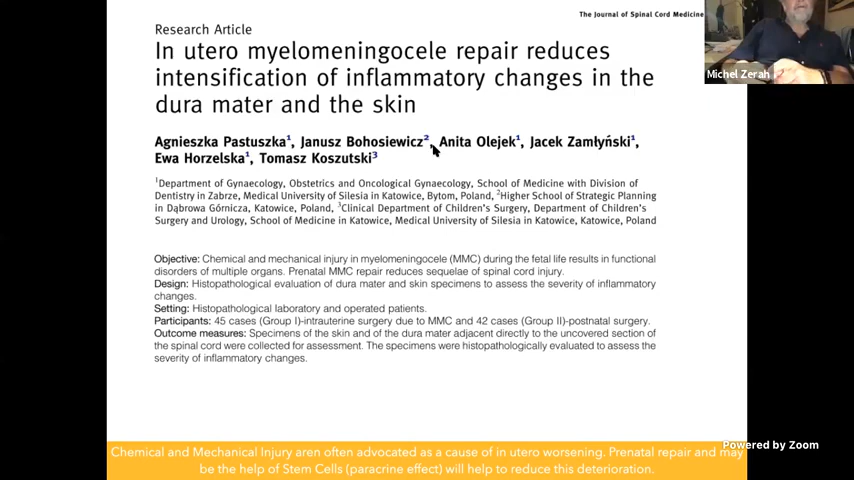 The Journal of Spinal Cord Medicine
Research Article
In utero myelomeningocele repair reduces
intensification of inflammatory changes in the
dura mater and the skin
Agnieszka Pastuszka1, Janusz Bohosiewicz2, Anita Olejek1, Jacek Zamłyński1,
Ewa Horzelska1, Tomasz Koszutski3
1Department of Gynaecology, Obstetrics and Oncological Gynaecology, School of Medicine with Division of
Dentistry in Zabrze, Medical University of Silesia in Katowice, Bytom, Poland, 2Higher School of Strategic Planning
in Dąbrowa Górnicza, Katowice, Poland, 3Clinical Department of Children's Surgery, Department of Children's
Surgery and Urology, School of Medicine in Katowice, Medical University of Silesia in Katowice, Katowice, Poland
Objective: Chemical and mechanical injury in myelomeningocele (MMC) during the fetal life results in functional
disorders of multiple organs. Prenatal MMC repair reduces sequelae of spinal cord injury.
Design: Histopathological evaluation of dura mater and skin specimens to assess the severity of inflammatory
changes.
Setting: Histopathological laboratory and operated patients.
Participants: 45 cases (Group I)-intrauterine surgery due to MMC and 42 cases (Group II)-postnatal surgery.
Outcome measures: Specimens of the skin and of the dura mater adjacent directly to the uncovered section of
the spinal cord were collected for assessment. The specimens were histopathologically evaluated to assess the
severity of inflammatory changes.
Chemical and Mechanical Injury aren often advocated as a cause of in utero worsening. Prenatal repair and may
be the help of Stem Cells (paracrine effect) will help to reduce this deterioration.
Michel Zerah
Powered by Zoom